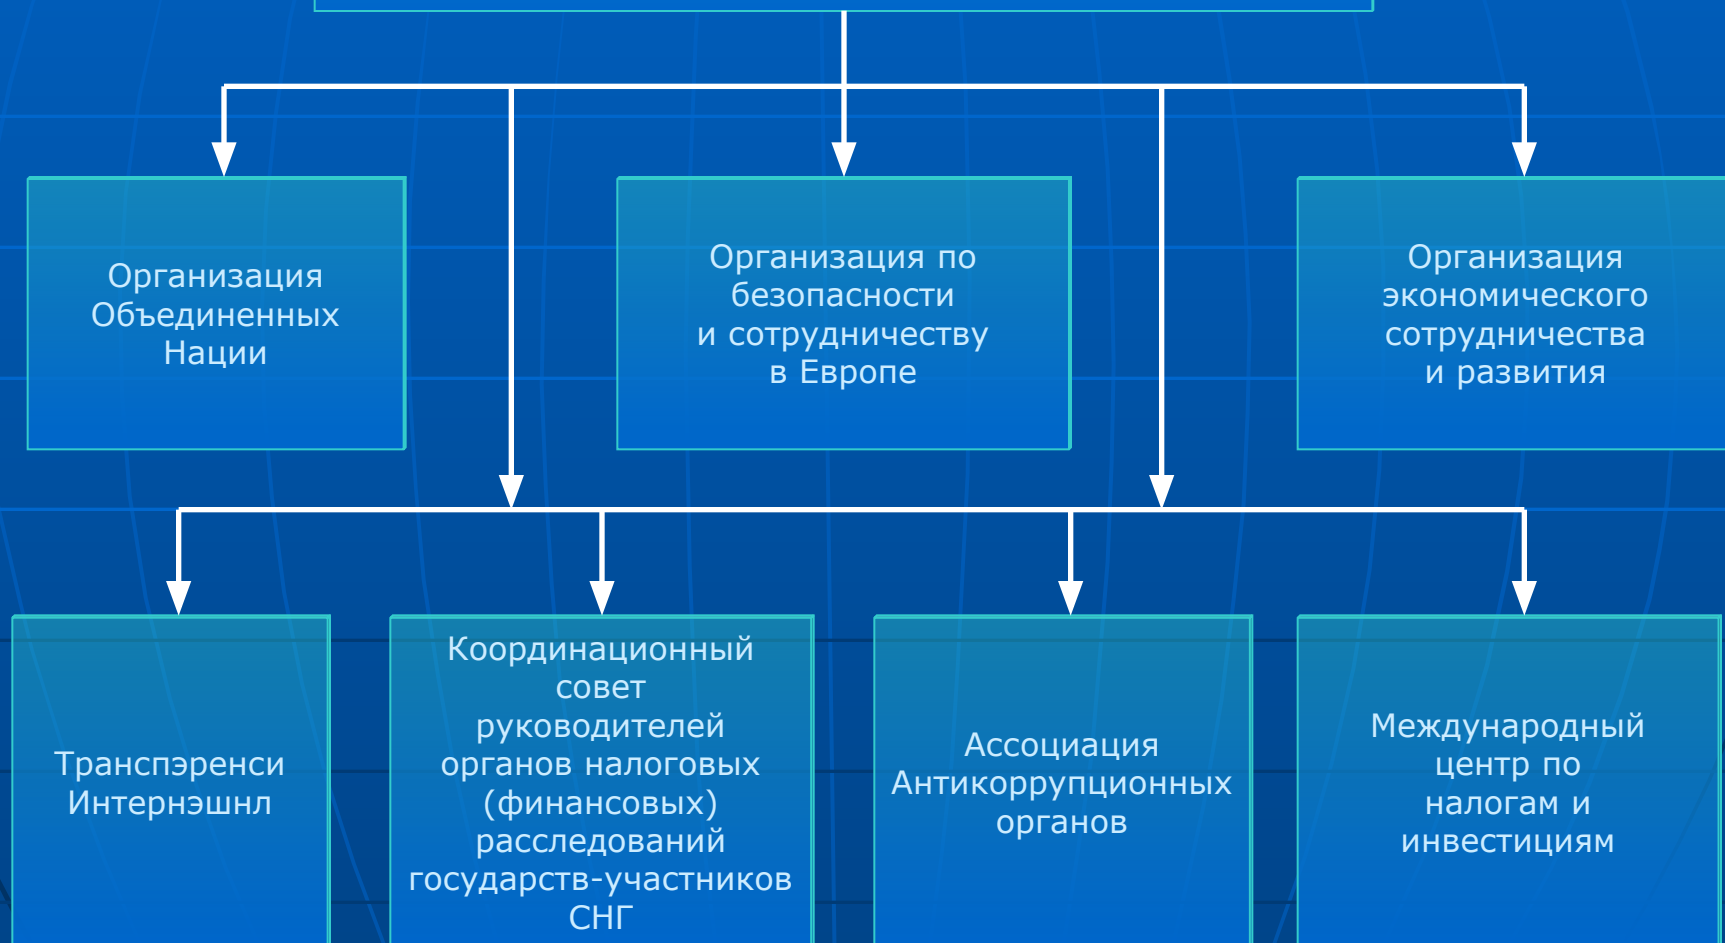 Организация
Объединенных
Нации
Организация по
безопасности
и сотрудничеству
в Европе
Организация
экономического
сотрудничества
и развития
Транспэренси
Интернэшнл
Координационный
совет
руководителей
органов налоговых
(финансовых)
расследований
государств-участников
СНГ
Ассоциация
Антикоррупционных
органов
Международный
центр по
налогам и
инвестициям